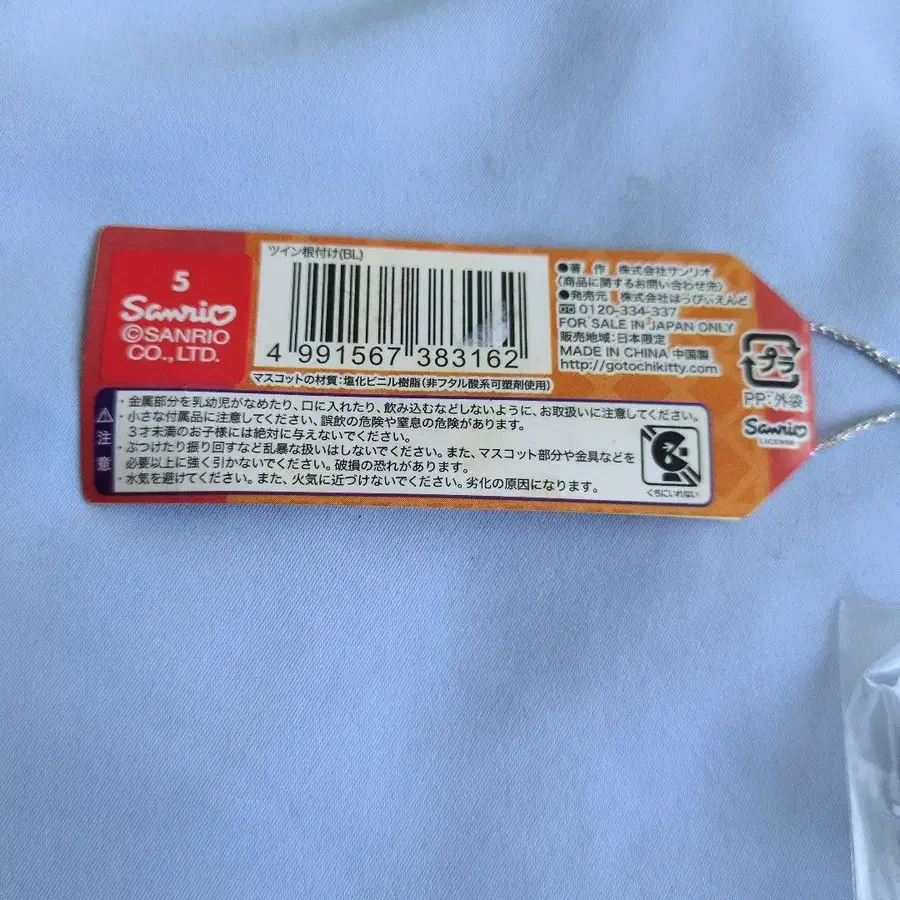 5
Sanrio
©SANRIO
CO., LTD.
ツイン根付け(BL)
4 991567 383162
マスコットの材質：塩化ビニル樹脂（非フタル酸系可塑剤使用）
●著　作　株式会社サンリオ
（商品に関するお問い合わせ先）
●発売元　株式会社はっぴぃえんど
0120-334-337
FOR SALE IN JAPAN ONLY
販売地域：日本限定
MADE IN CHINA 中国製
http://gotochikitty.com
プラ
PP：外袋
Sanrio
LICENSE
注意
・金属部分を乳幼児がなめたり、口に入れたり、飲み込むなどしないように、お取扱いに注意してください。
・小さな付属品に注意してください、誤飲の危険や窒息の危険があります。
３才未満のお子様には絶対に与えないでください。
・ぶつけたり振り回すなど乱暴な扱いはしないでください。また、マスコット部分や金具などを
必要以上に強く引かないでください。破損の恐れがあります。
・水気を避けてください。また、火気に近づけないでください。劣化の原因になります。
くちにいれない